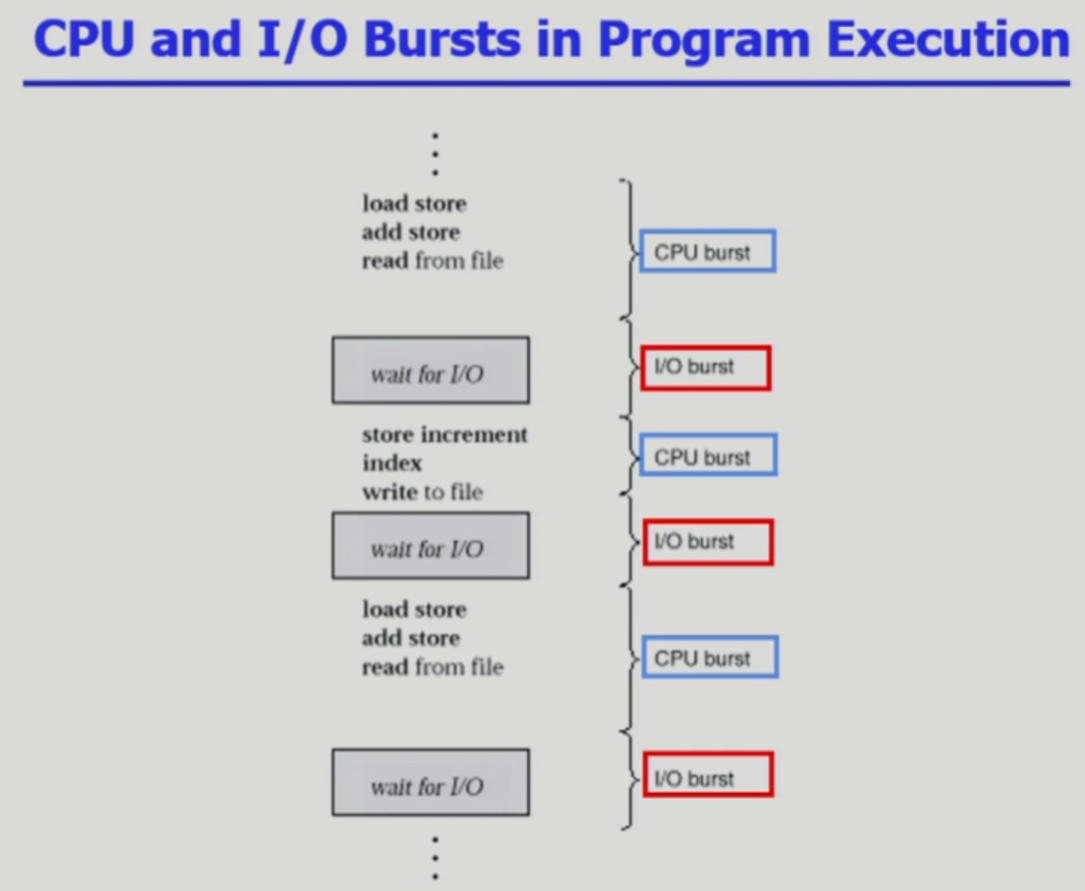 CPU and I/O Bursts in Program Execution
load store
add store
read from file
CPU burst
wait for I/O
I/O burst
store increment
index
write to file
CPU burst
wait for I/O
I/O burst
load store
add store
read from file
CPU burst
wait for I/O
I/O burst